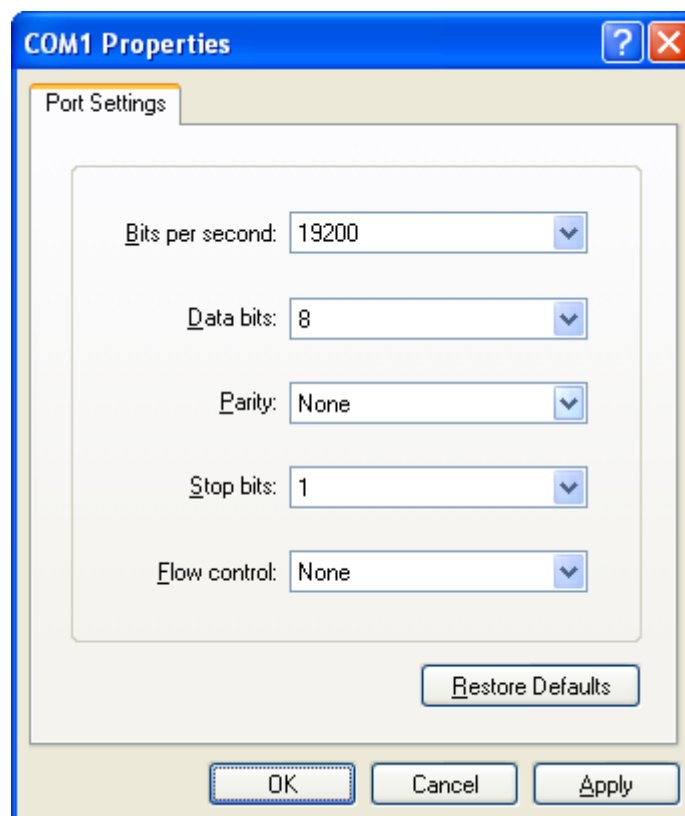 COM1 Properties
Port Settings
Bits per second: 19200
Data bits: 8
Parity: None
Stop bits: 1
Flow control: None
Restore Defaults
OK Cancel Apply